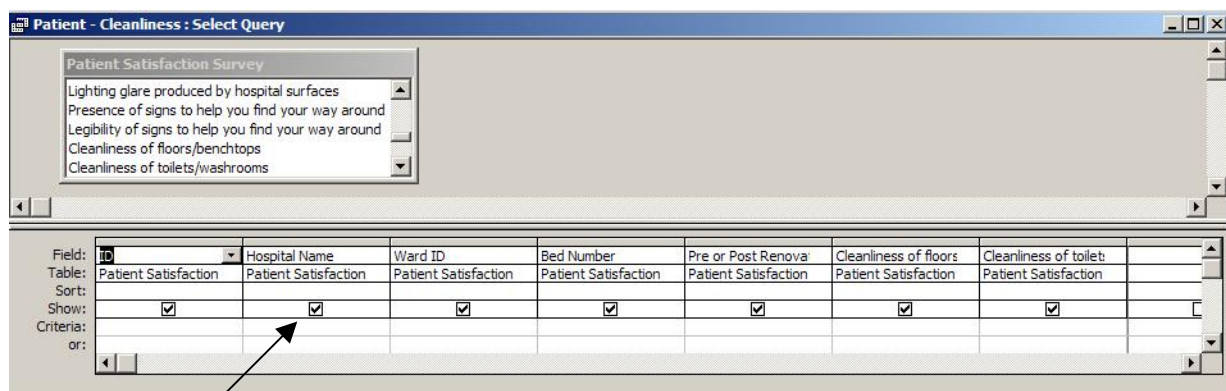 Patient - Cleanliness : Select Query
Patient Satisfaction Survey
Lighting glare produced by hospital surfaces
Presence of signs to help you find your way around
Legibility of signs to help you find your way around
Cleanliness of floors/benchtops
Cleanliness of toilets/washrooms
Field: ID Hospital Name Ward ID Bed Number Pre or Post Renova Cleanliness of floors Cleanliness of toilets
Table: Patient Satisfaction Patient Satisfaction Patient Satisfaction Patient Satisfaction Patient Satisfaction Patient Satisfaction Patient Satisfaction
Sort:
Show:
Criteria:
or: